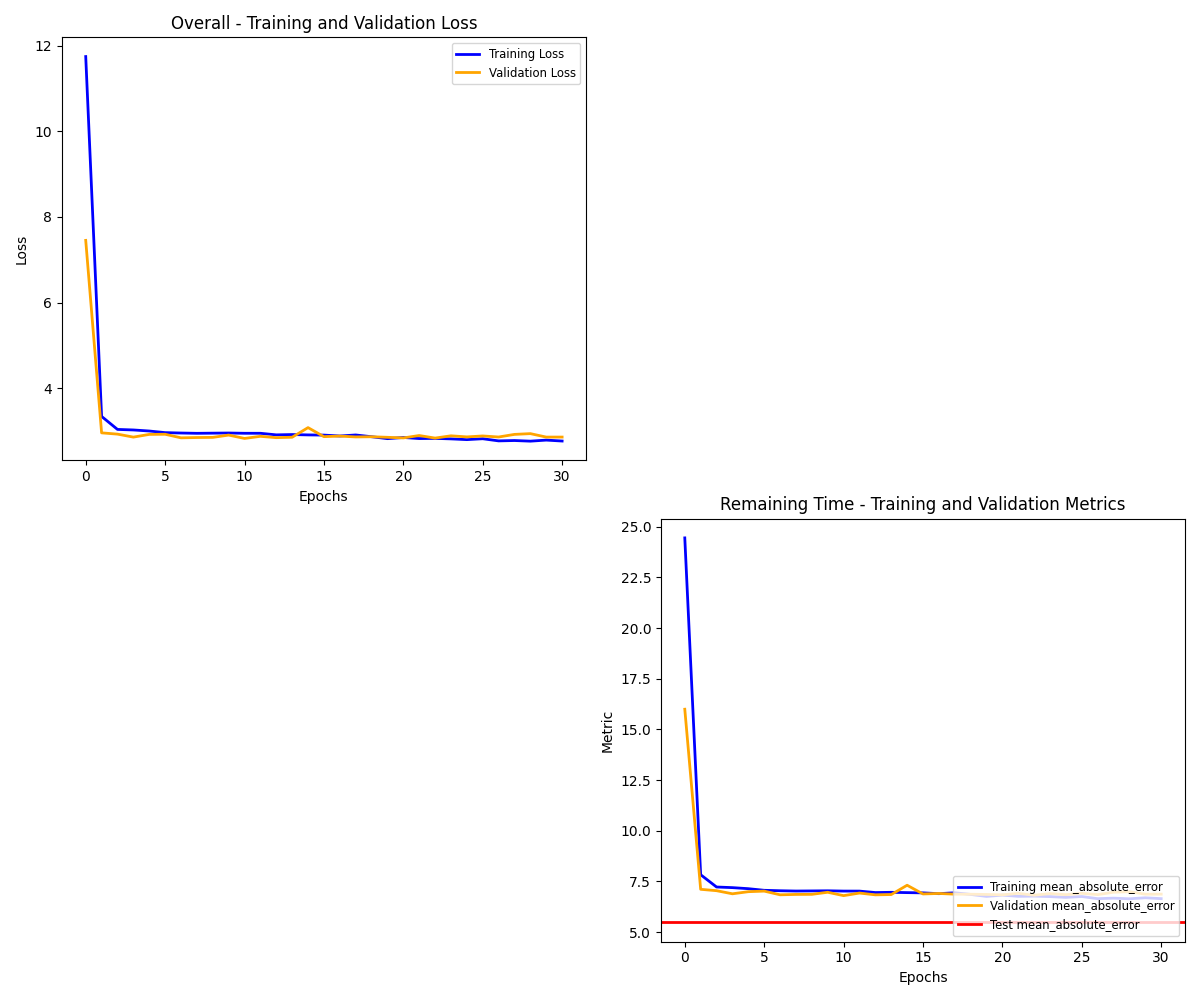 Overall - Training and Validation Loss
Training Loss
Validation Loss
12
10
8
6
4
Loss
0 5 10 15 20 25 30
Epochs
Remaining Time - Training and Validation Metrics
25.0
22.5
20.0
17.5
15.0
12.5
10.0
7.5
5.0
Metric
Training mean_absolute_error
Validation mean_absolute_error
Test mean_absolute_error
0 5 10 15 20 25 30
Epochs